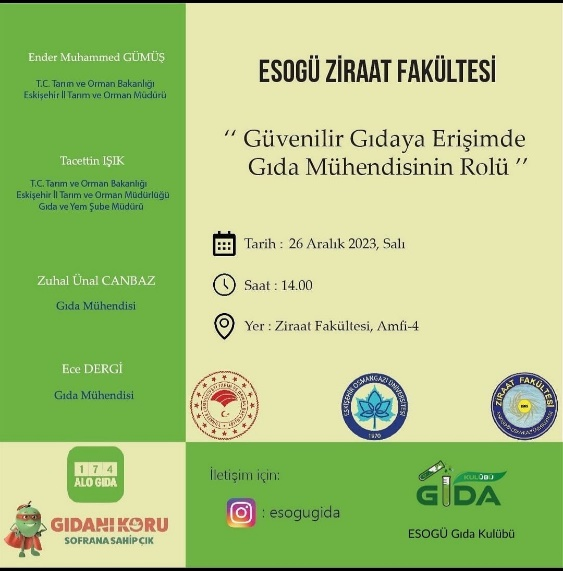 Ender Muhammed GÜMÜŞ
T.C. Tarım ve Orman Bakanlığı
Eskişehir İl Tarım ve Orman Müdürü
Tacettin IŞIK
T.C. Tarım ve Orman Bakanlığı
Eskişehir İl Tarım ve Orman Müdürlüğü
Gıda ve Yem Şube Müdürü
Zuhal Ünal CANBAZ
Gıda Mühendisi
Ece DERGİ
Gıda Mühendisi
ESOGÜ ZİRAAT FAKÜLTESİ
‘‘ Güvenilir Gıdaya Erişimde
Gıda Mühendisinin Rolü ’’
Tarih : 26 Aralık 2023, Salı
Saat : 14.00
Yer : Ziraat Fakültesi, Amfi-4
ESKİŞEHİR OSMANGAZİ ÜNİVERSİTESİ
1970
ZİRAAT FAKÜLTESİ
174
ALO GIDA
GIDANI KORU
SOFRANA SAHİP ÇIK
İletişim için:
: esogugida
KULÜBÜ
GIDA
ESOGÜ Gıda Kulübü